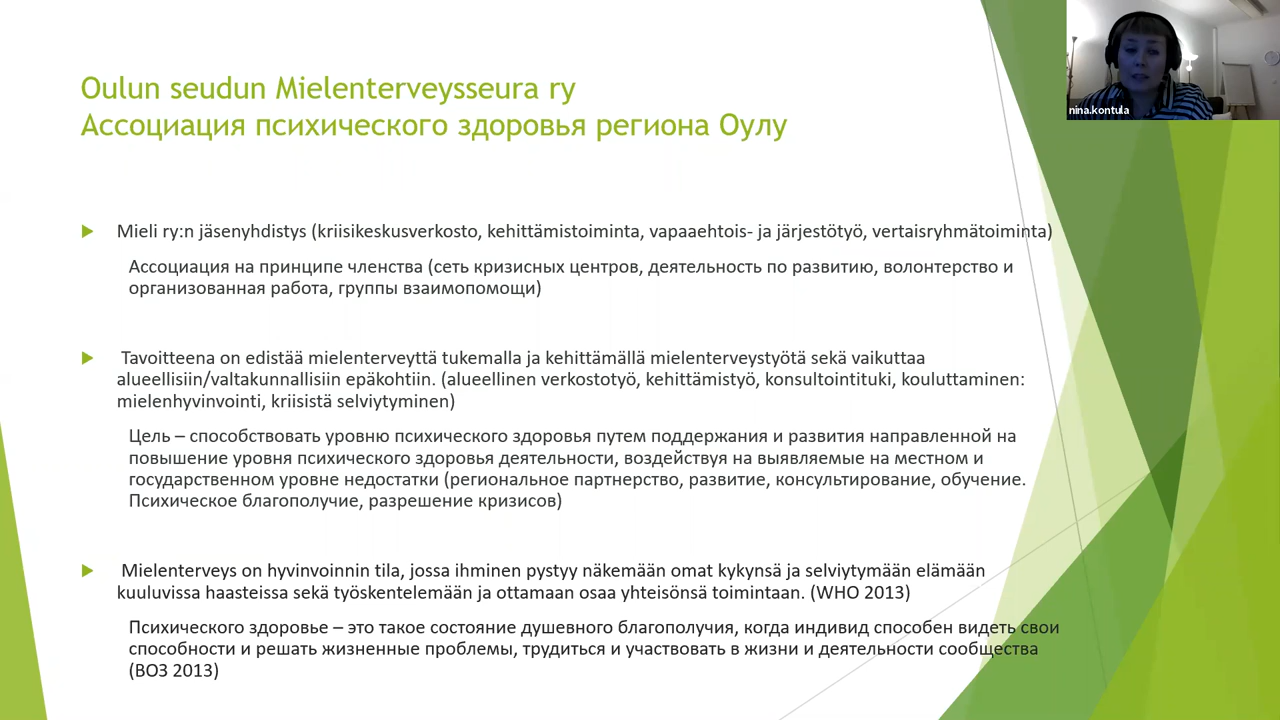 Oulun seudun Mielenterveysseura ry
Ассоциация психического здоровья региона Оулу
nina.kontula
Mieli ry:n jäsenyhdistys (kriisikeskusverkosto, kehittämistoiminta, vapaaehtois- ja järjestötyö, vertaisryhmätoiminta)
Ассоциация на принципе членства (сеть кризисных центров, деятельность по развитию, волонтерство и
организованная работа, группы взаимопомощи)
Tavoitteena on edistää mielenterveyttä tukemalla ja kehittämällä mielenterveystyötä sekä vaikuttaa
alueellisiin/valtakunnallisiin epäkohtiin. (alueellinen verkostotyö, kehittämistyö, konsultointituki, kouluttaminen:
mielenhyvinvointi, kriisistä selviytyminen)
Цель – способствовать уровню психического здоровья путем поддержания и развития направленной на
повышение уровня психического здоровья деятельности, воздействуя на выявляемые на местном и
государственном уровне недостатки (региональное партнерство, развитие, консультирование, обучение.
Психическое благополучие, разрешение кризисов)
Mielenterveys on hyvinvoinnin tila, jossa ihminen pystyy näkemään omat kykynsä ja selviytymään elämään
kuuluvissa haasteissa sekä työskentelemään ja ottamaan osaa yhteisönsä toimintaan. (WHO 2013)
Психического здоровье – это такое состояние душевного благополучия, когда индивид способен видеть свои
способности и решать жизненные проблемы, трудиться и участвовать в жизни и деятельности сообщества
(ВОЗ 2013)